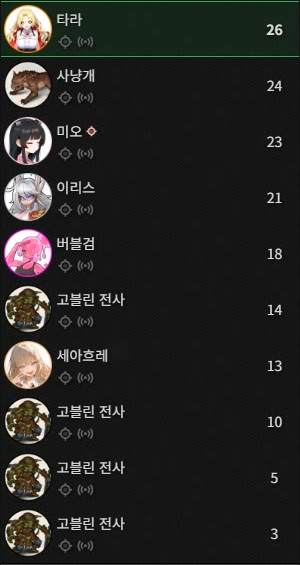 타라
26
사냥개
24
미오
23
이리스
21
버블검
18
고블린 전사
14
세아흐레
13
고블린 전사
10
고블린 전사
5
고블린 전사
3